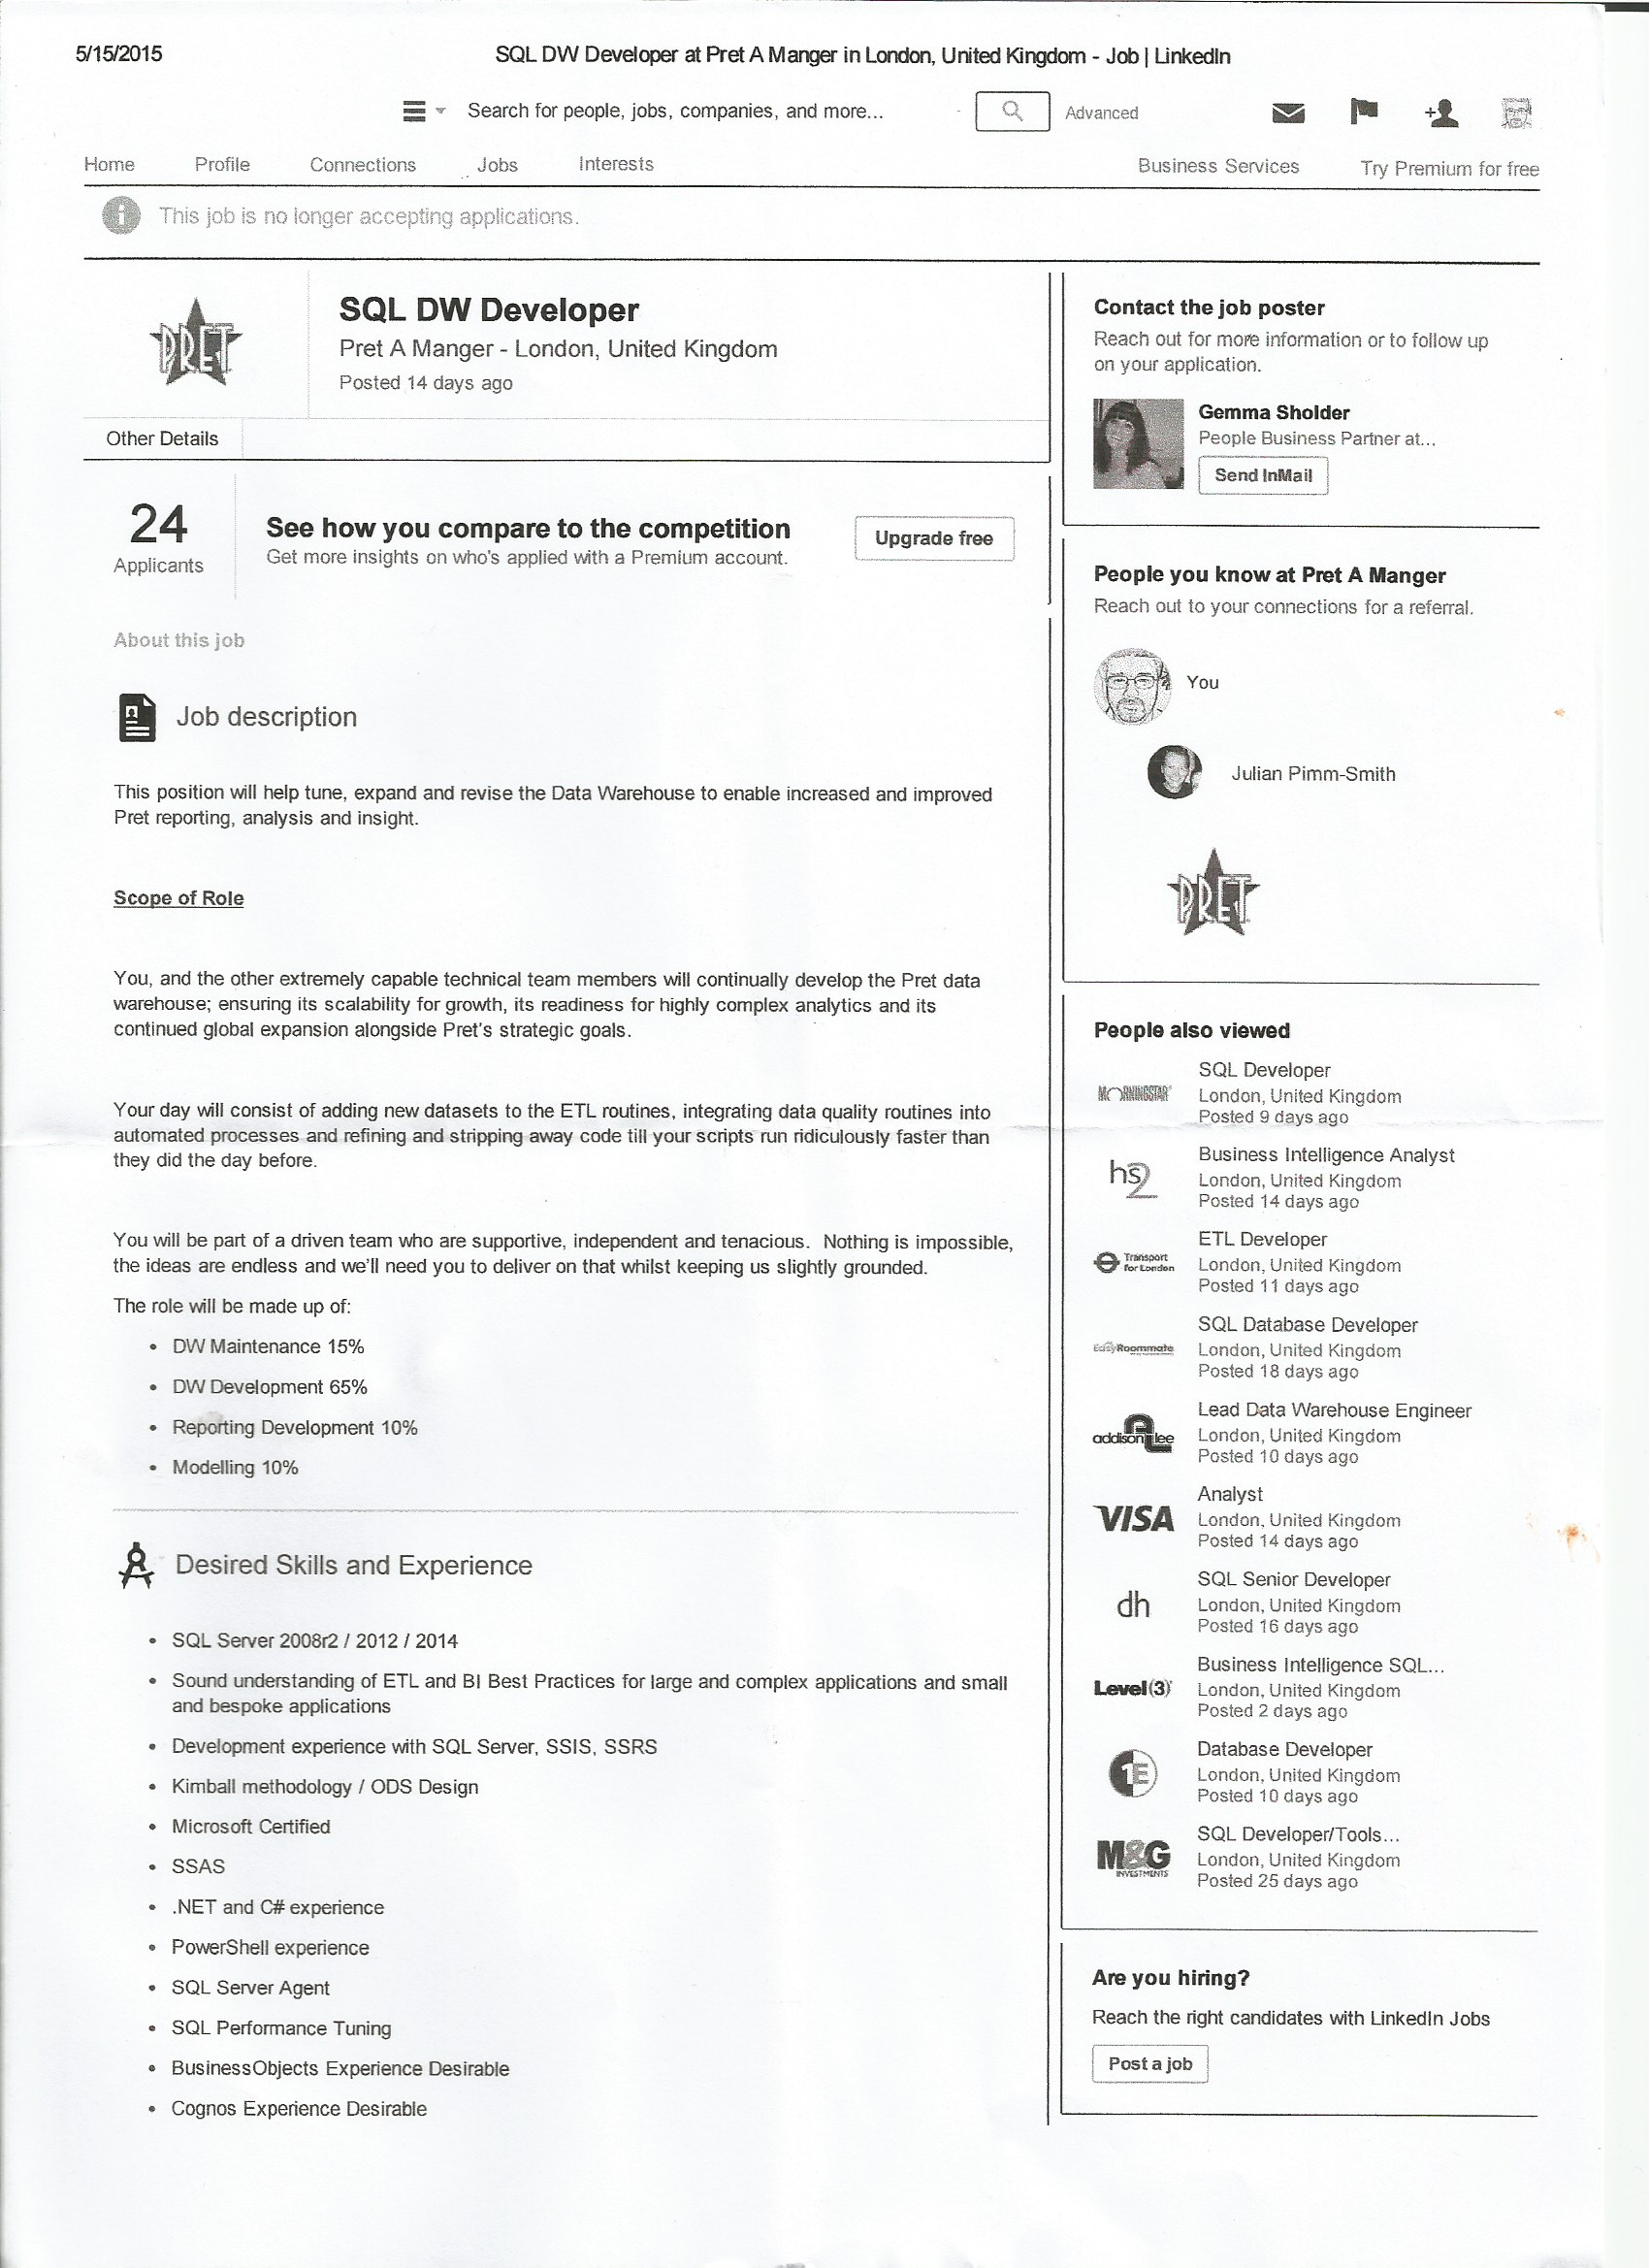 5/15/2015
SQL DW Developer at Pret A Manger in London, United Kingdom - Job | LinkedIn
Search for people, jobs, companies, and more...
Advanced
Home Profile Connections Jobs Interests Business Services Try Premium for free
This job is no longer accepting applications.
PRET
SQL DW Developer
Pret A Manger - London, United Kingdom
Posted 14 days ago
Other Details
24
Applicants
See how you compare to the competition
Get more insights on who's applied with a Premium account.
Upgrade free
About this job
Job description
This position will help tune, expand and revise the Data Warehouse to enable increased and improved
Pret reporting, analysis and insight.
Scope of Role
You, and the other extremely capable technical team members will continually develop the Pret data
warehouse; ensuring its scalability for growth, its readiness for highly complex analytics and its
continued global expansion alongside Pret's strategic goals.
Your day will consist of adding new datasets to the ETL routines, integrating data quality routines into
automated processes and refining and stripping away code till your scripts run ridiculously faster than
they did the day before.
You will be part of a driven team who are supportive, independent and tenacious. Nothing is impossible,
the ideas are endless and we'll need you to deliver on that whilst keeping us slightly grounded.
The role will be made up of:
• DW Maintenance 15%
• DW Development 65%
• Reporting Development 10%
• Modelling 10%
Desired Skills and Experience
• SQL Server 2008r2 / 2012 / 2014
• Sound understanding of ETL and BI Best Practices for large and complex applications and small
and bespoke applications
• Development experience with SQL Server, SSIS, SSRS
• Kimball methodology / ODS Design
• Microsoft Certified
• SSAS
• .NET and C# experience
• PowerShell experience
• SQL Server Agent
• SQL Performance Tuning
• BusinessObjects Experience Desirable
• Cognos Experience Desirable
Contact the job poster
Reach out for more information or to follow up
on your application.
Gemma Sholder
People Business Partner at...
Send InMail
People you know at Pret A Manger
Reach out to your connections for a referral.
You
Julian Pimm-Smith
PRET
People also viewed
MORNINGSTAR
SQL Developer
London, United Kingdom
Posted 9 days ago
hs2
Business Intelligence Analyst
London, United Kingdom
Posted 14 days ago
Transport
for London
ETL Developer
London, United Kingdom
Posted 11 days ago
EasyRoommate
SQL Database Developer
London, United Kingdom
Posted 18 days ago
addison lee
Lead Data Warehouse Engineer
London, United Kingdom
Posted 10 days ago
VISA
Analyst
London, United Kingdom
Posted 14 days ago
dh
SQL Senior Developer
London, United Kingdom
Posted 16 days ago
Level(3)
Business Intelligence SQL...
London, United Kingdom
Posted 2 days ago
1E
Database Developer
London, United Kingdom
Posted 10 days ago
M&G
INVESTMENTS
SQL Developer/Tools...
London, United Kingdom
Posted 25 days ago
Are you hiring?
Reach the right candidates with LinkedIn Jobs
Post a job